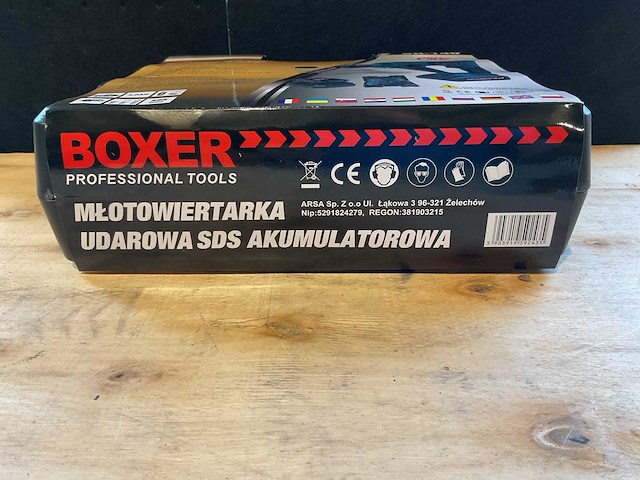 BOXER
PROFESSIONAL TOOLS
CE
MŁOTOWIERTARKA
UDAROWA SDS AKUMULATOROWA
ARSA Sp. Z o.o Ul. Łąkowa 3 96-321 Żelechów
Nip:5291824279, REGON:381903215